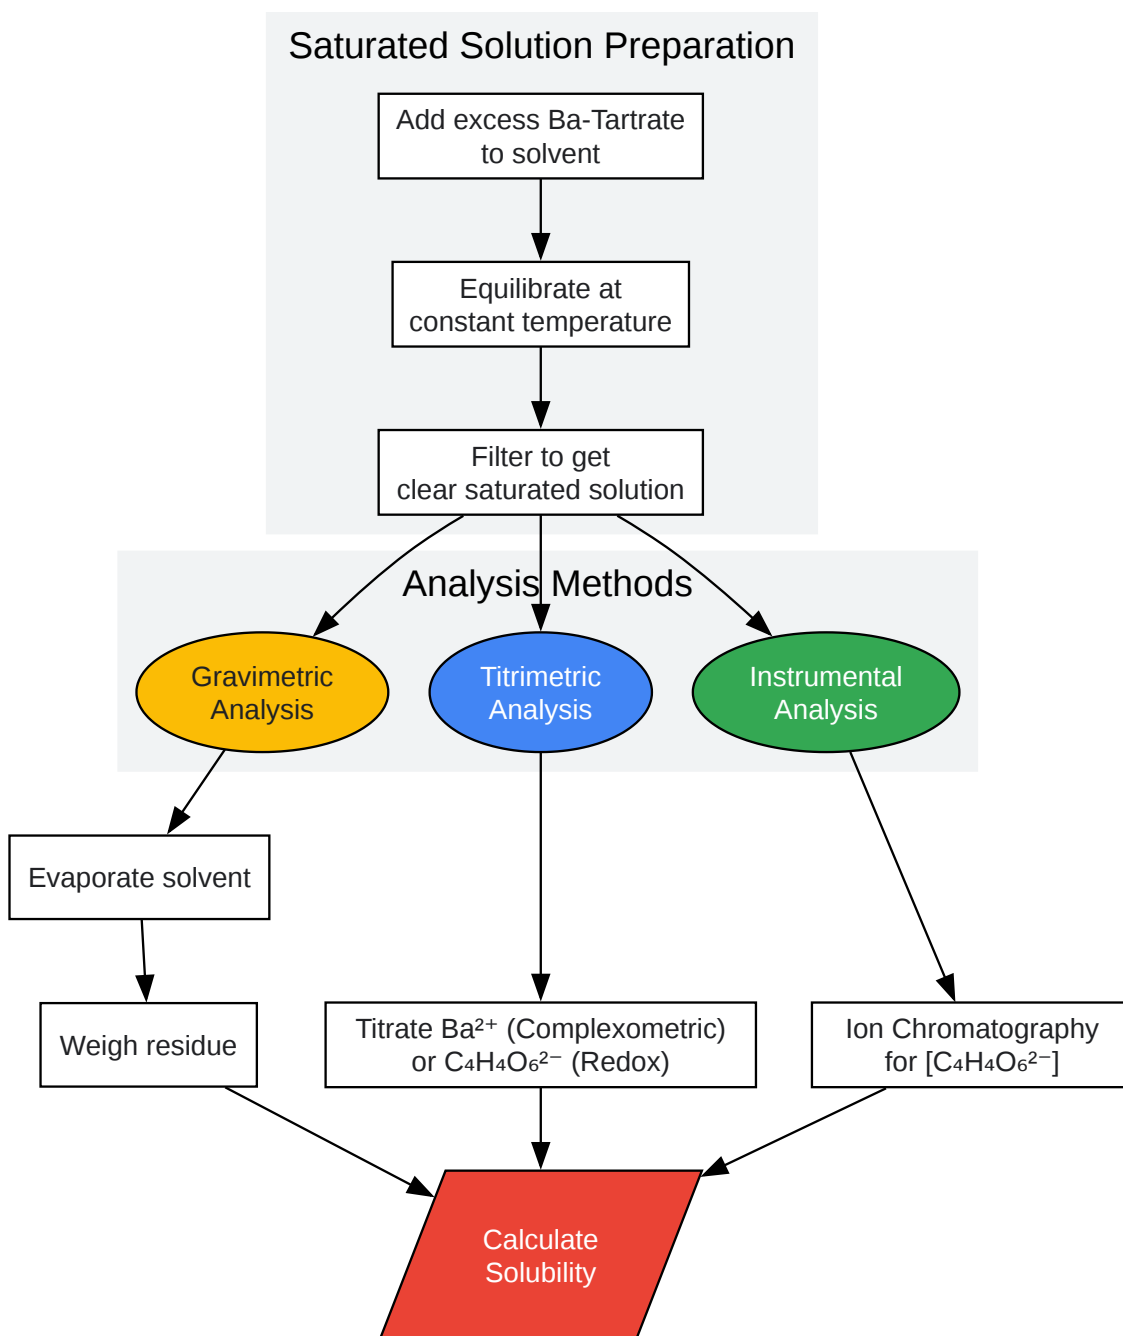 Saturated Solution Preparation
Add excess Ba-Tartrate
to solvent
Equilibrate at
constant temperature
Filter to get
clear saturated solution
Analysis Methods
Gravimetric
Analysis
Titrimetric
Analysis
Instrumental
Analysis
Evaporate solvent
Weigh residue
Titrate Ba²⁺ (Complexometric)
or C₄H₄O₆²⁻ (Redox)
Ion Chromatography
for [C₄H₄O₆²⁻]
Calculate
Solubility